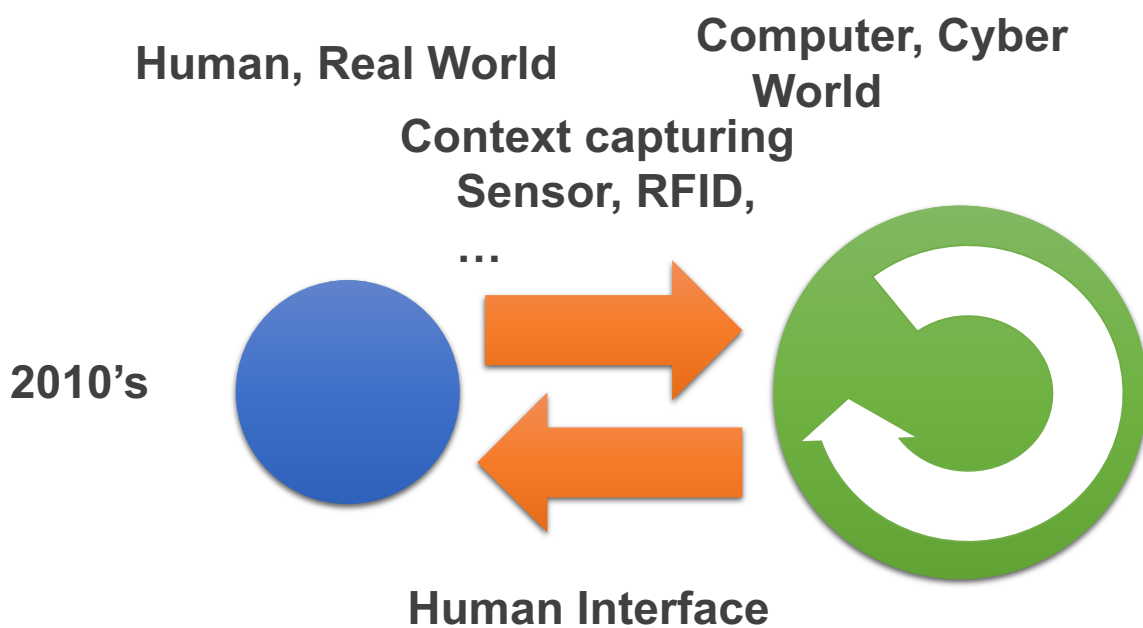 Human, Real World
Computer, Cyber
World
Context capturing
Sensor, RFID,
…
2010’s
Human Interface